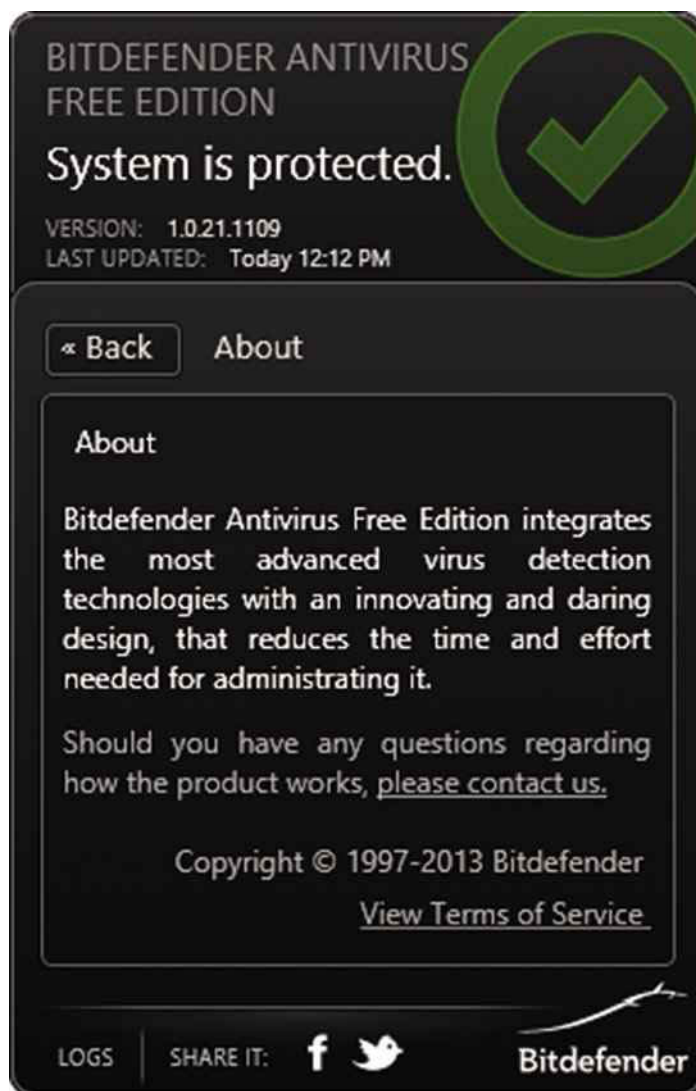 BITDEFENDER ANTIVIRUS
FREE EDITION
System is protected.
VERSION: 1.0.21.1109
LAST UPDATED: Today 12:12 PM
« Back About
About
Bitdefender Antivirus Free Edition integrates
the most advanced virus detection
technologies with an innovating and daring
design, that reduces the time and effort
needed for administrating it.
Should you have any questions regarding
how the product works, please contact us.
Copyright © 1997-2013 Bitdefender
View Terms of Service
LOGS SHARE IT: f Bitdefender